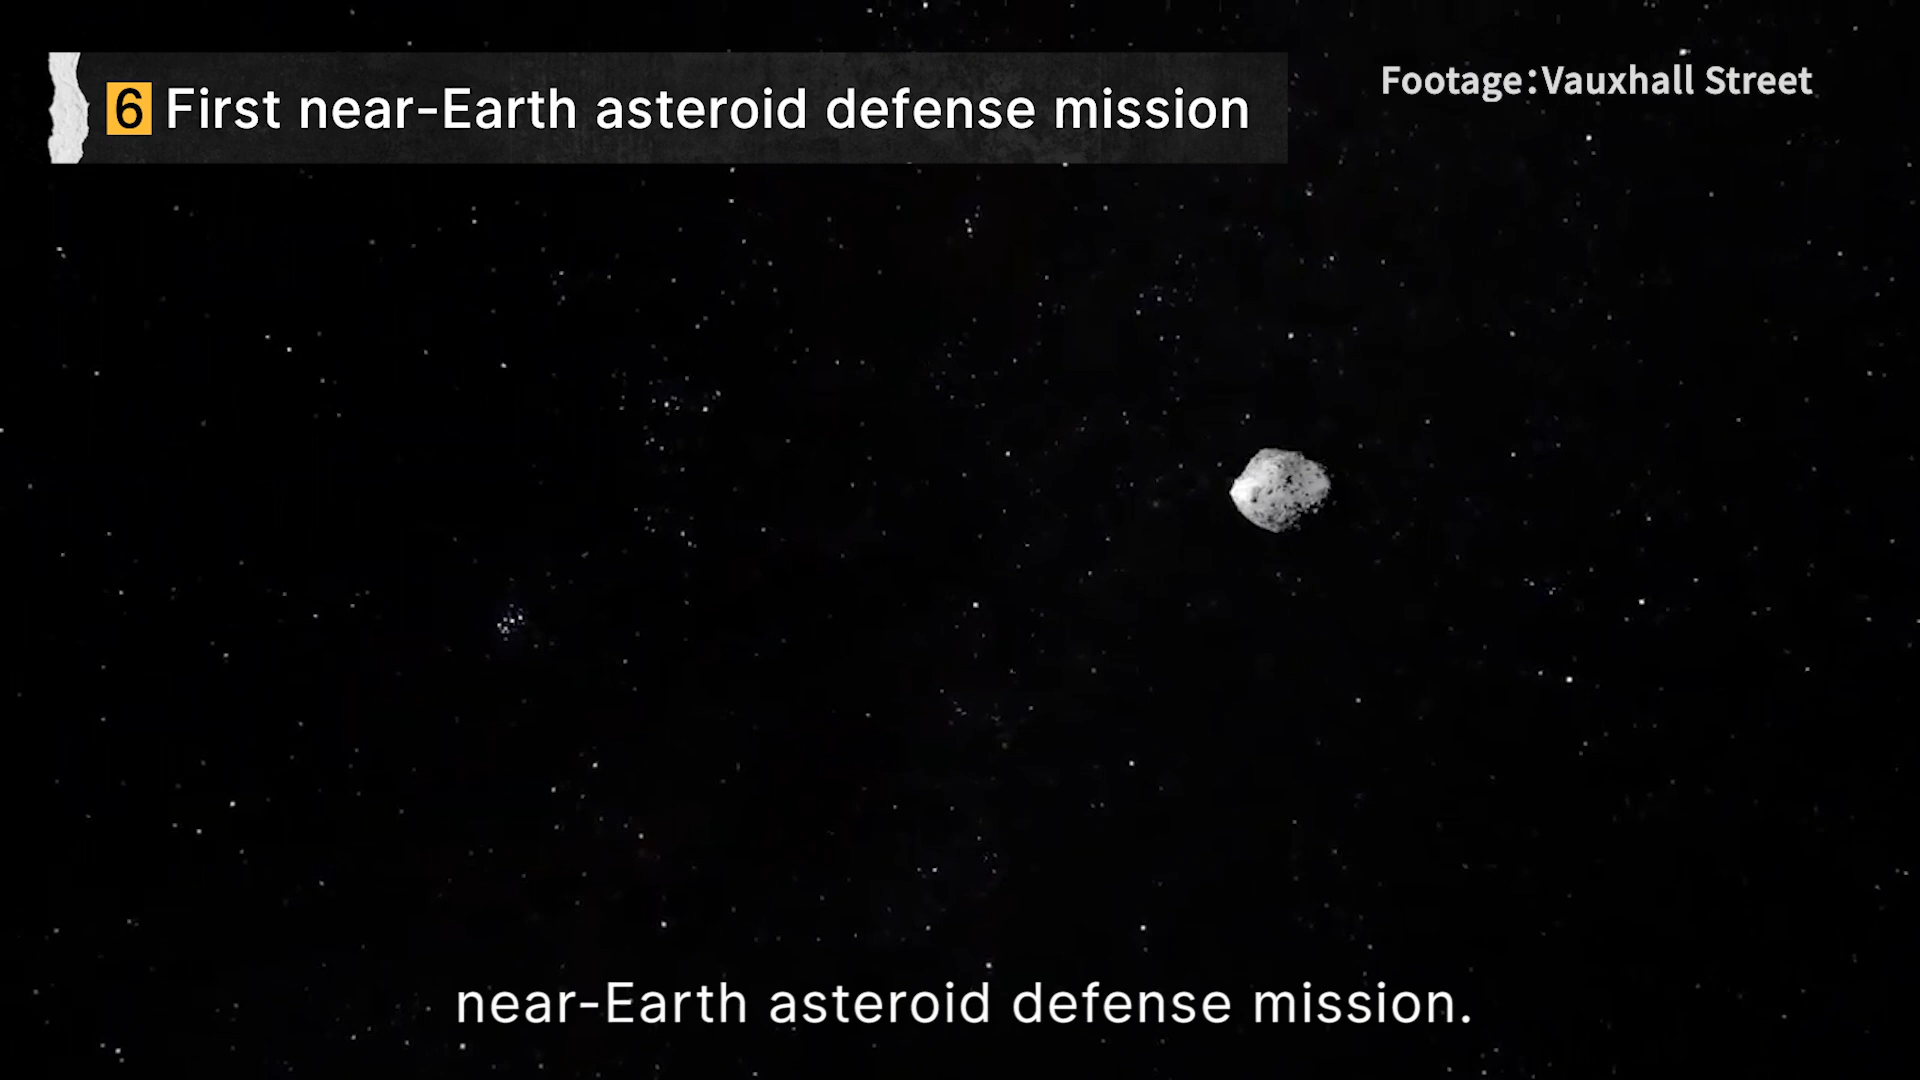 6 First near-Earth asteroid defense mission
Footage:Vauxhall Street
near-Earth asteroid defense mission.